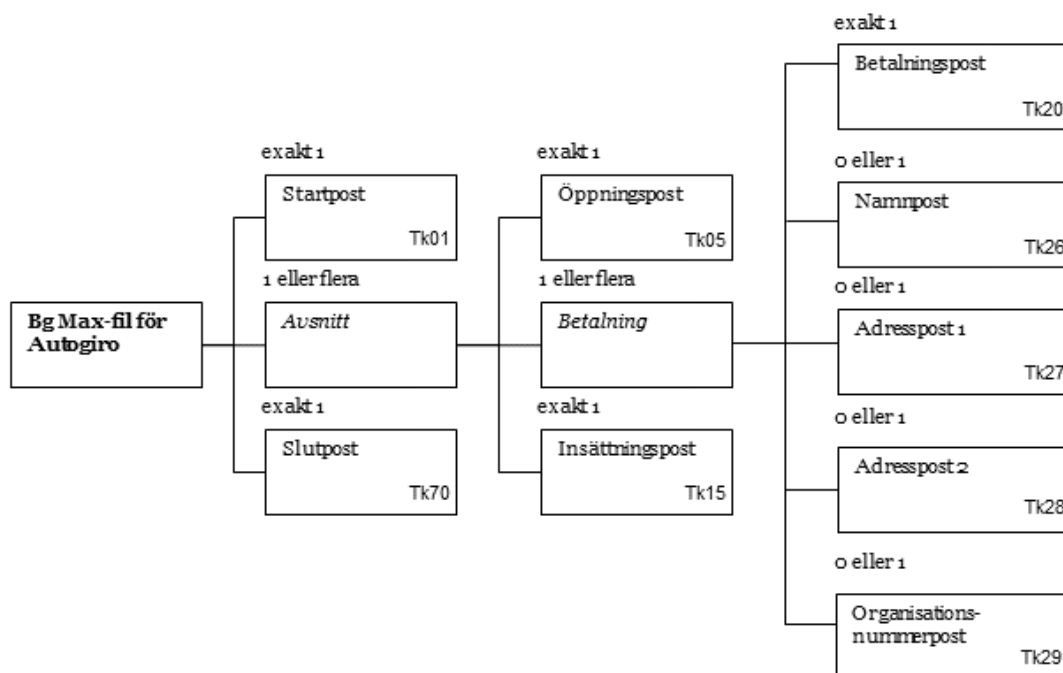 Bg Max-fil för
Autogiro
exakt 1
Startpost
Tk01
1 eller flera
Avsnitt
exakt 1
Slutpost
Tk70
exakt 1
Öppningspost
Tk05
1 eller flera
Betalning
exakt 1
Insättningspost
Tk15
exakt 1
Betalningspost
Tk20
0 eller 1
Namnpost
Tk26
0 eller 1
Adresspost 1
Tk27
0 eller 1
Adresspost 2
Tk28
0 eller 1
Organisations-
nummerpost
Tk29